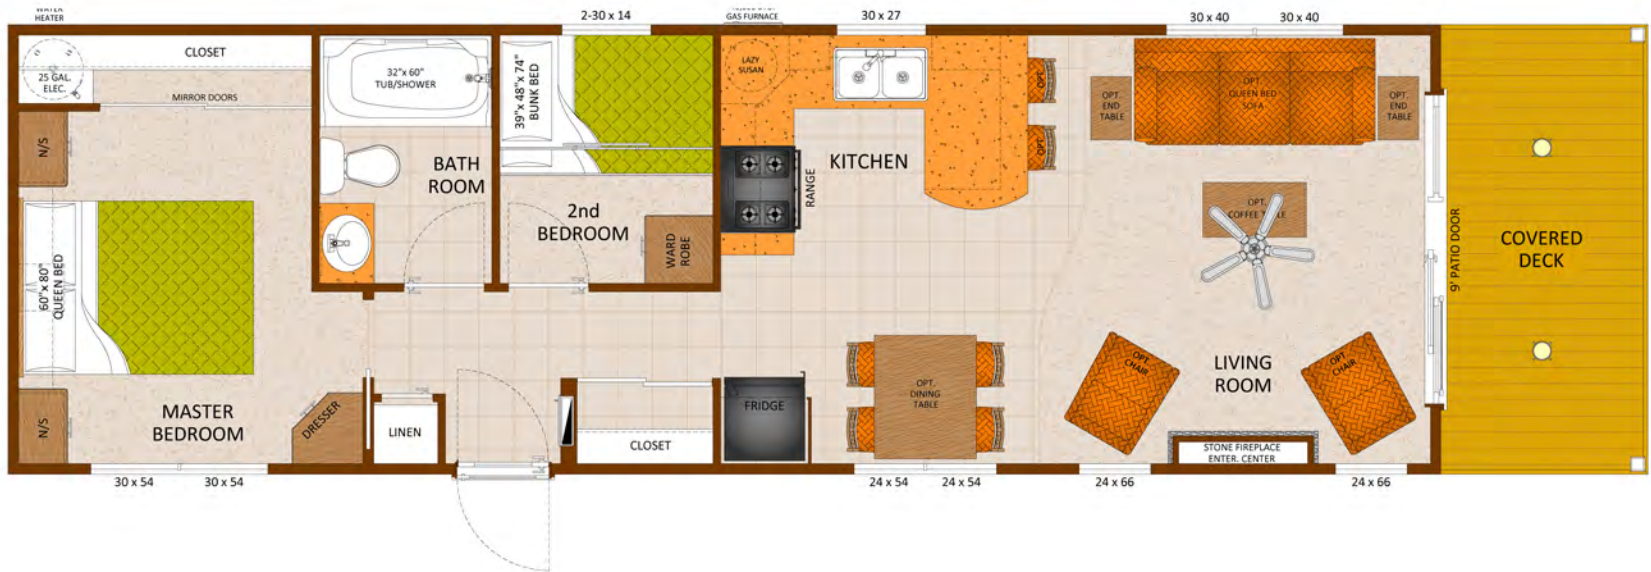 WATER
HEATER
2-30 x 14
GAS FURNACE
30 x 27
30 x 40
30 x 40
CLOSET
25 GAL.
ELEC.
MIRROR DOORS
N/S
60"x 80"
QUEEN BED
N/S
MASTER
BEDROOM
DRESSER
32"x 60"
TUB/SHOWER
BATH
ROOM
39"x 48"x 74"
BUNK BED
2nd
BEDROOM
WARD
ROBE
LINEN
CLOSET
LAZY
SUSAN
KITCHEN
RANGE
OPT.
OPT.
FRIDGE
OPT.
DINING
TABLE
OPT.
END
TABLE
OPT.
QUEEN BED
SOFA
OPT.
END
TABLE
OPT.
COFFEE
OPT.
CHAIR
LIVING
ROOM
OPT.
CHAIR
STONE FIREPLACE
ENTER. CENTER
9' PATIO DOOR
COVERED
DECK
30 x 54
30 x 54
24 x 54
24 x 54
24 x 66
24 x 66